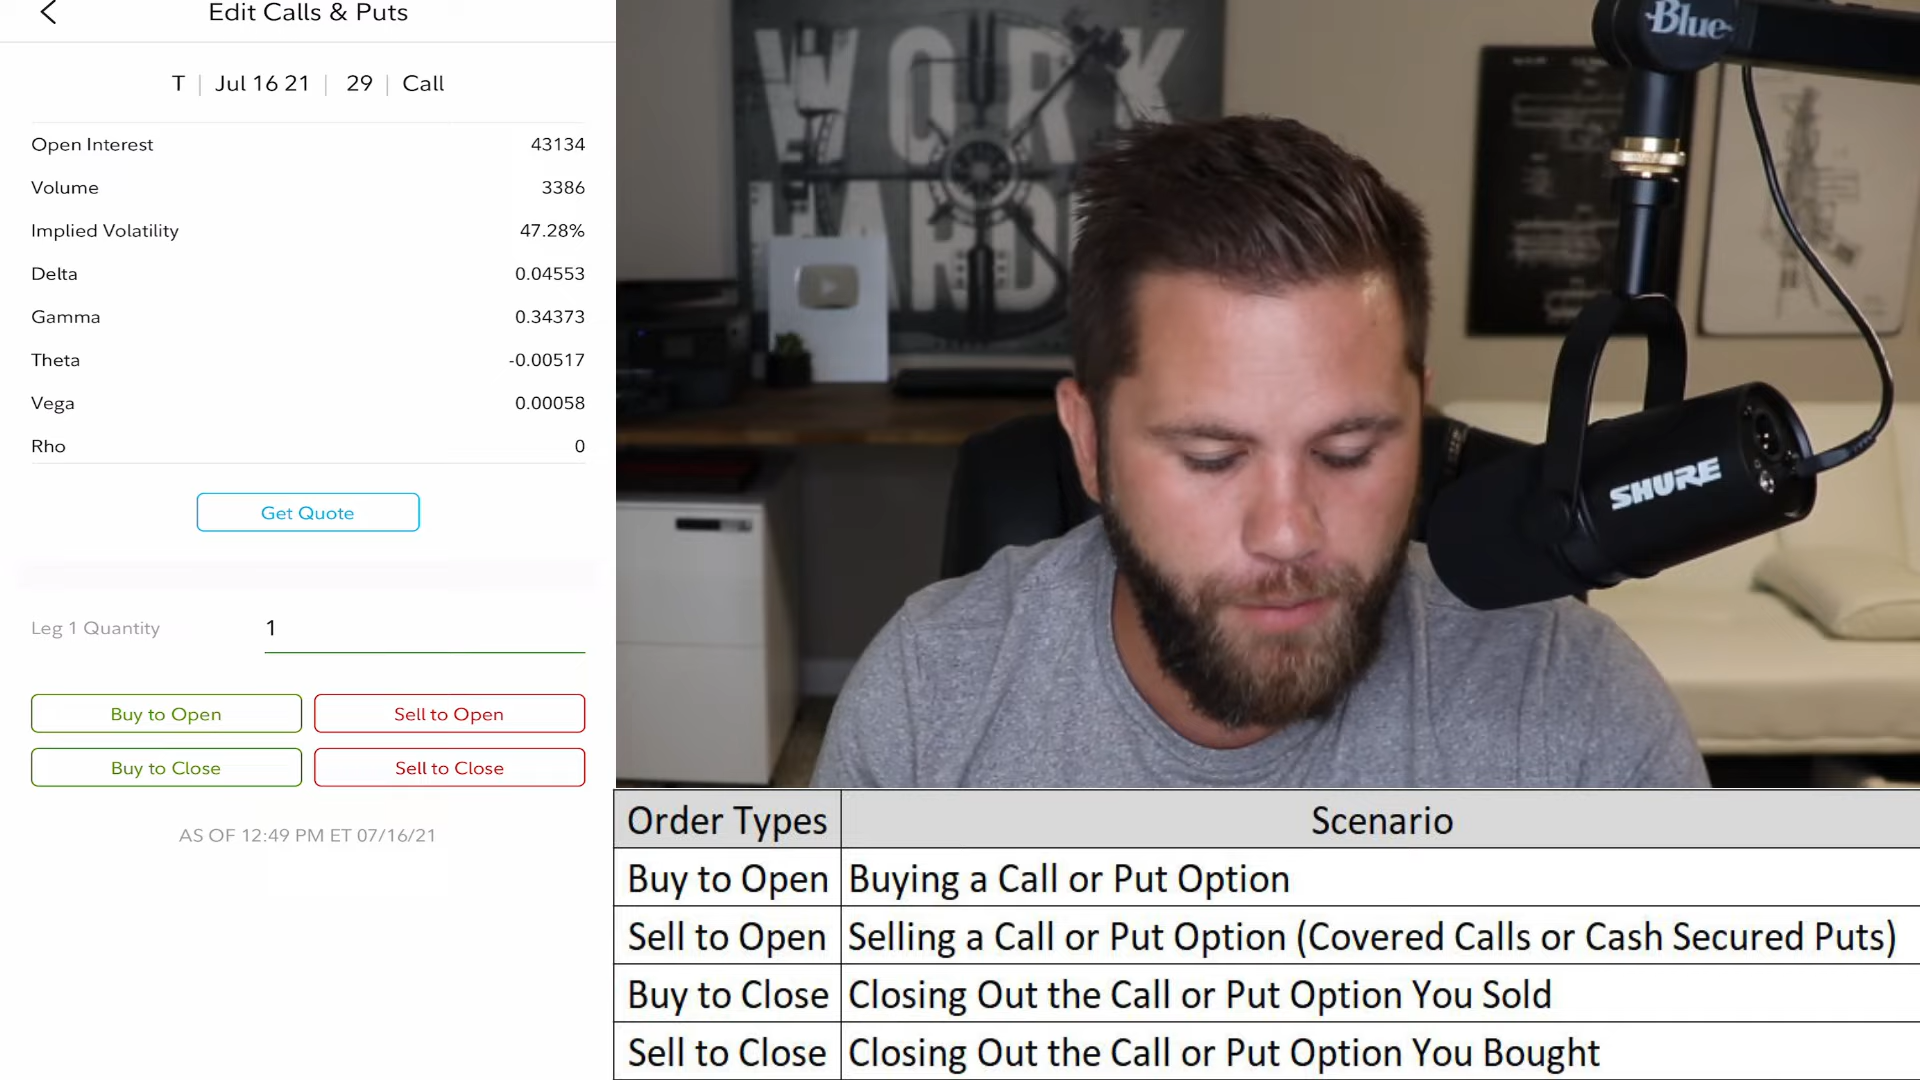 Edit Calls & Puts
T | Jul 16 21 | 29 | Call
Open Interest 43134
Volume 3386
Implied Volatility 47.28%
Delta 0.04553
Gamma 0.34373
Theta -0.00517
Vega 0.00058
Rho 0
Get Quote
Leg 1 Quantity 1
Buy to Open Sell to Open
Buy to Close Sell to Close
AS OF 12:49 PM ET 07/16/21
WORK
HARD
Blue
SHURE
Order Types Scenario
Buy to Open Buying a Call or Put Option
Sell to Open Selling a Call or Put Option (Covered Calls or Cash Secured Puts)
Buy to Close Closing Out the Call or Put Option You Sold
Sell to Close Closing Out the Call or Put Option You Bought